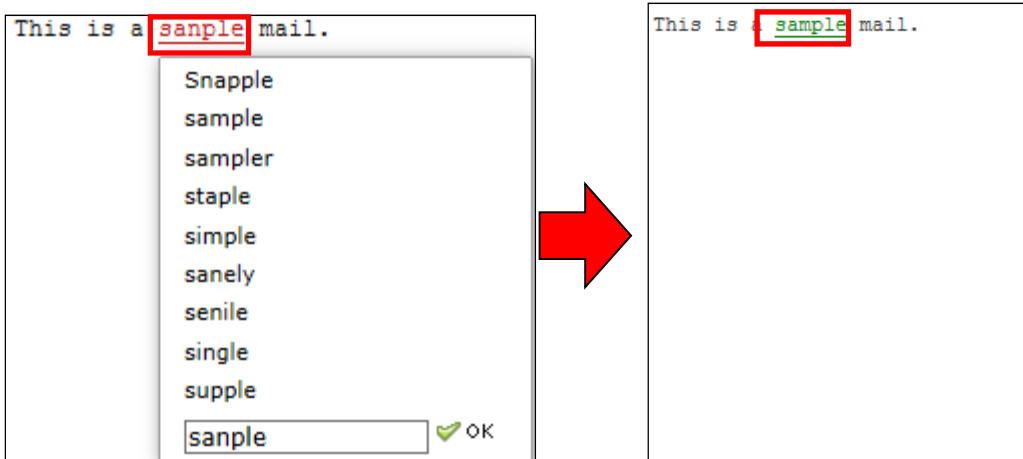 This is a sanple mail.
Snapple
sample
sampler
staple
simple
sanely
senile
single
supple
sanple OK
This is a sample mail.